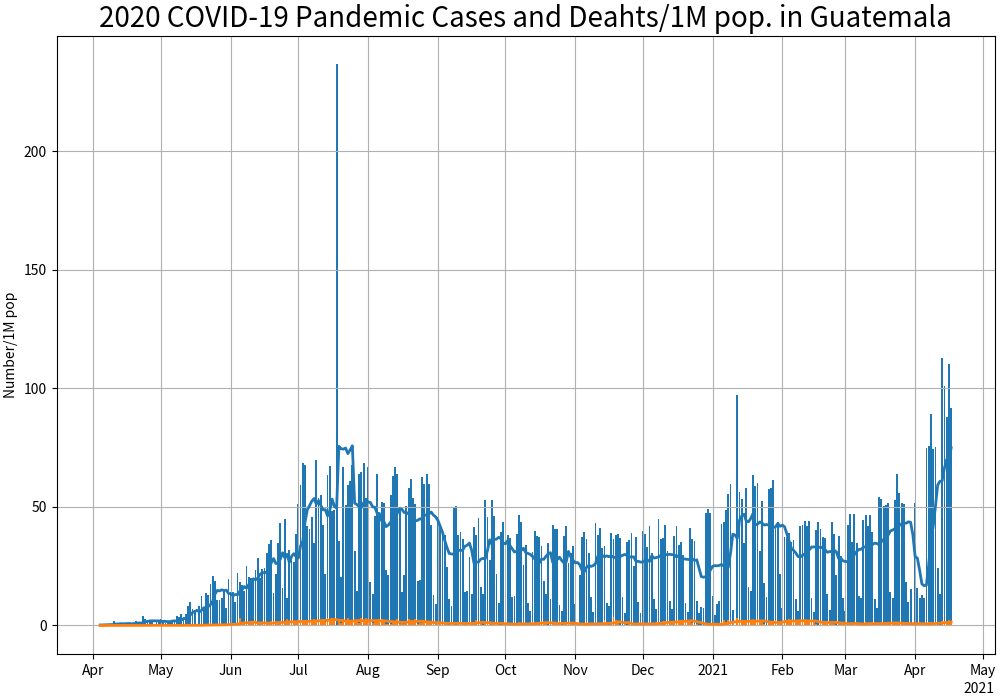 2020 COVID-19 Pandemic Cases and Deahts/1M pop. in Guatemala
Number/1M pop
200
150
100
50
0
Apr May Jun Jul Aug Sep Oct Nov Dec 2021 Feb Mar Apr May
2021